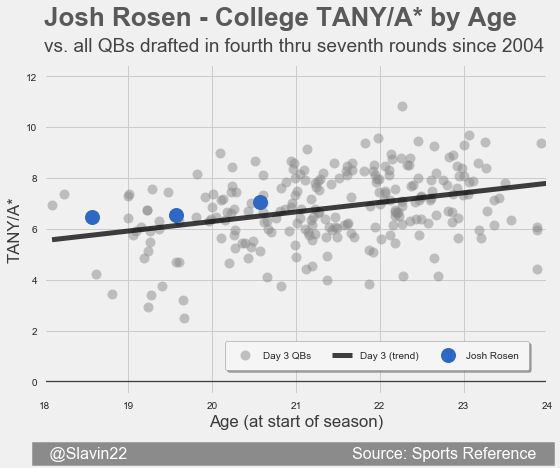 Josh Rosen - College TANY/A* by Age
vs. all QBs drafted in fourth thru seventh rounds since 2004
12
10
8
6
4
2
0
TANY/A*
Day 3 QBs
Day 3 (trend)
Josh Rosen
18 19 20 21 22 23 24
Age (at start of season)
@Slavin22
Source: Sports Reference